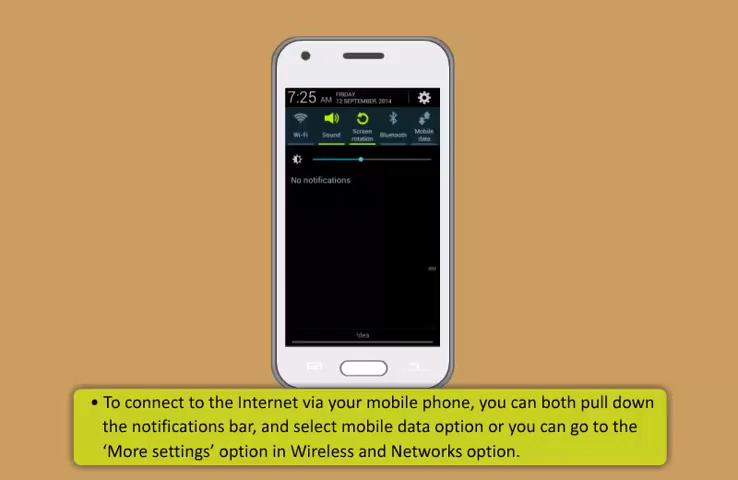 7:25 AM FRIDAY
12 SEPTEMBER, 2014
Wi-Fi Sound Screen rotation Bluetooth Mobile data
No notifications
!dea
• To connect to the Internet via your mobile phone, you can both pull down
the notifications bar, and select mobile data option or you can go to the
‘More settings’ option in Wireless and Networks option.